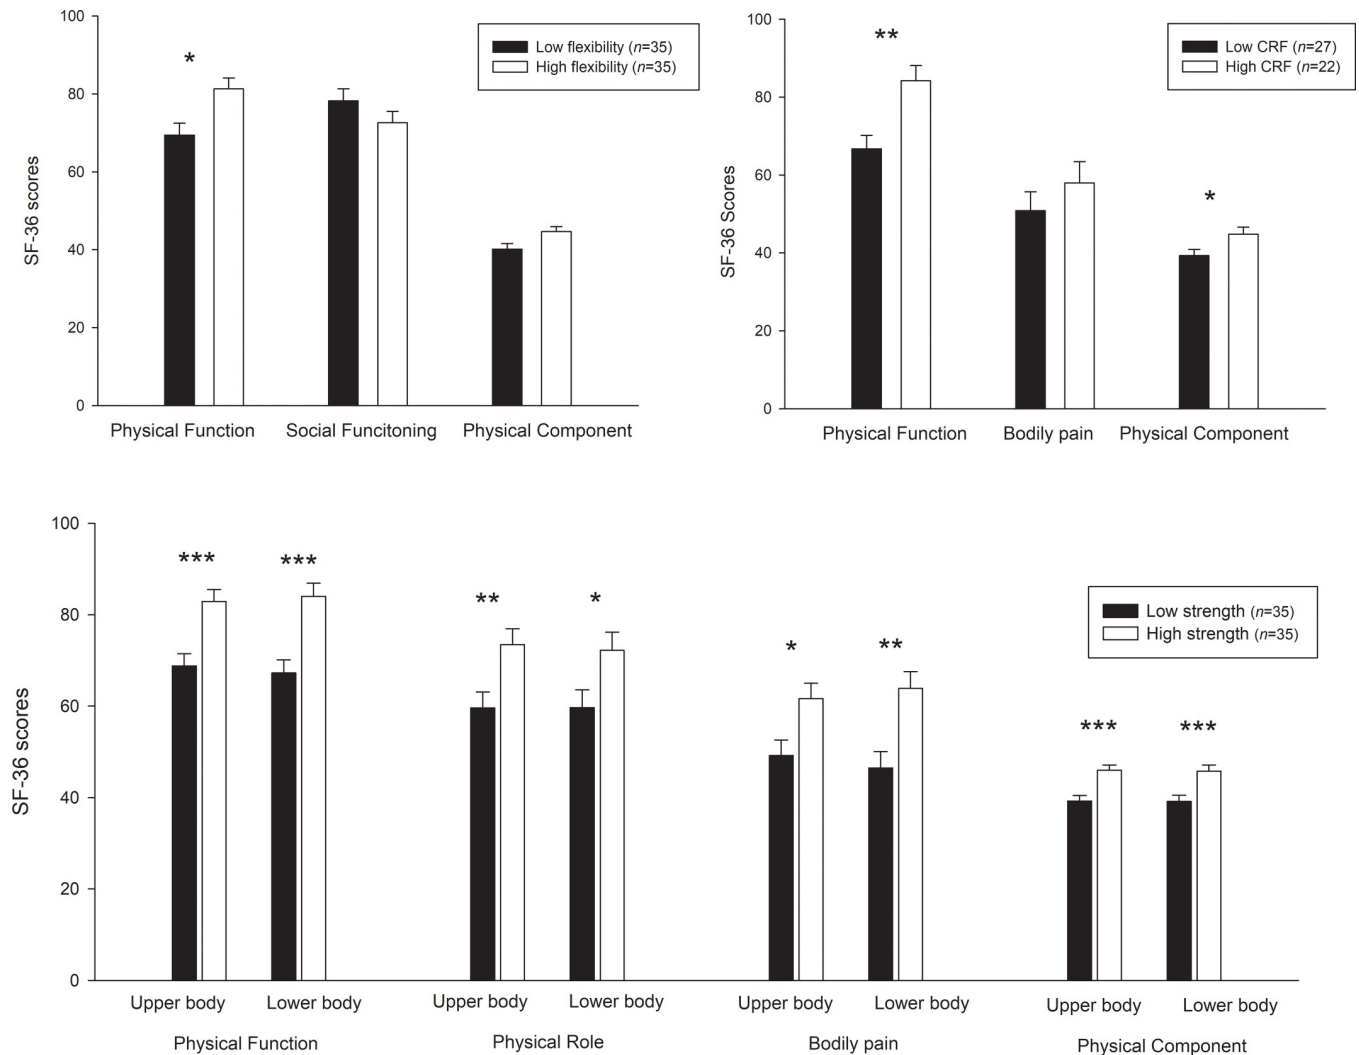 100
80
60
40
20
0
SF-36 scores
*
Low flexibility (n=35)
High flexibility (n=35)
Physical Function Social Funcitoning Physical Component
100
80
60
40
20
0
SF-36 Scores
**
*
Low CRF (n=27)
High CRF (n=22)
Physical Function Bodily pain Physical Component
100
80
60
40
20
0
SF-36 scores
*** *** ** * * ** *** ***
Low strength (n=35)
High strength (n=35)
Upper body Lower body Upper body Lower body Upper body Lower body Upper body Lower body
Physical Function Physical Role Bodily pain Physical Component